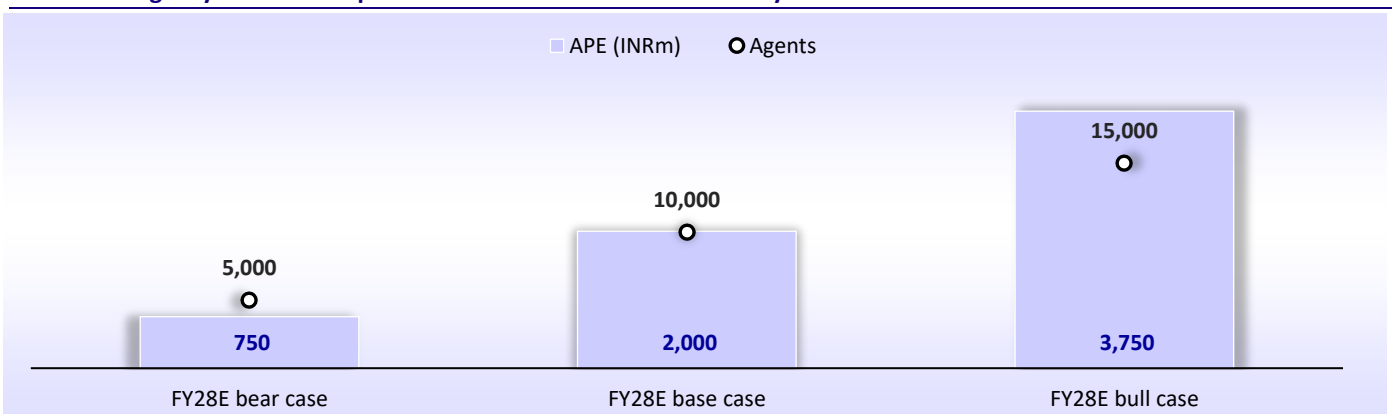 APE (INRm) Agents
15,000
10,000
5,000
750 2,000 3,750
FY28E bear case FY28E base case FY28E bull case